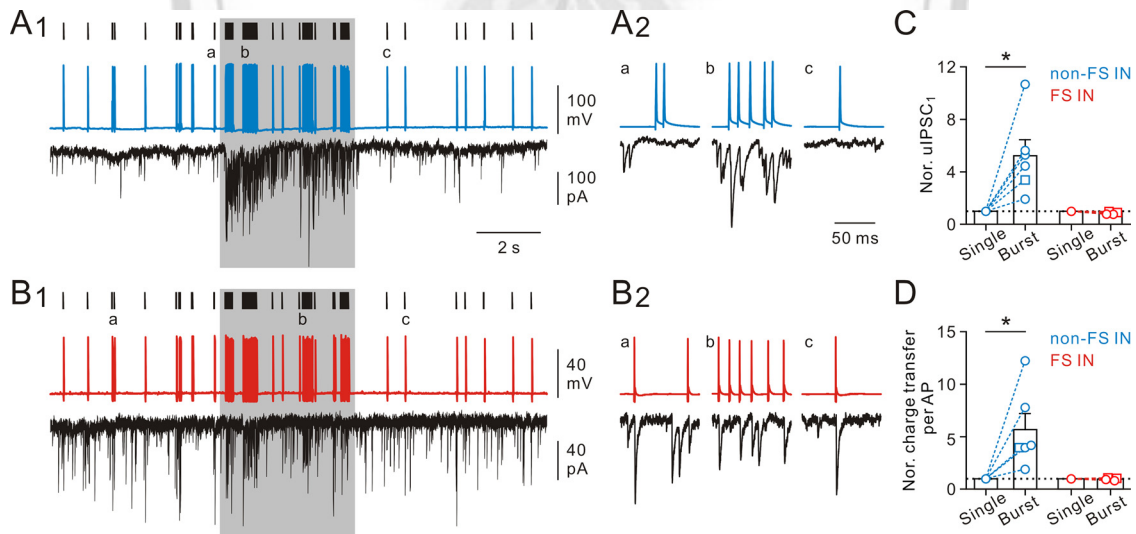 A1
a
b
c
100
mV
100
pA
2 s
A2
a
b
c
50 ms
C
*
non-FS IN
FS IN
Nor. uIPSC1
12
8
4
0
Single
Burst
Single
Burst
B1
a
b
c
40
mV
40
pA
B2
a
b
c
D
*
non-FS IN
FS IN
Nor. charge transfer
per AP
15
10
5
0
Single
Burst
Single
Burst